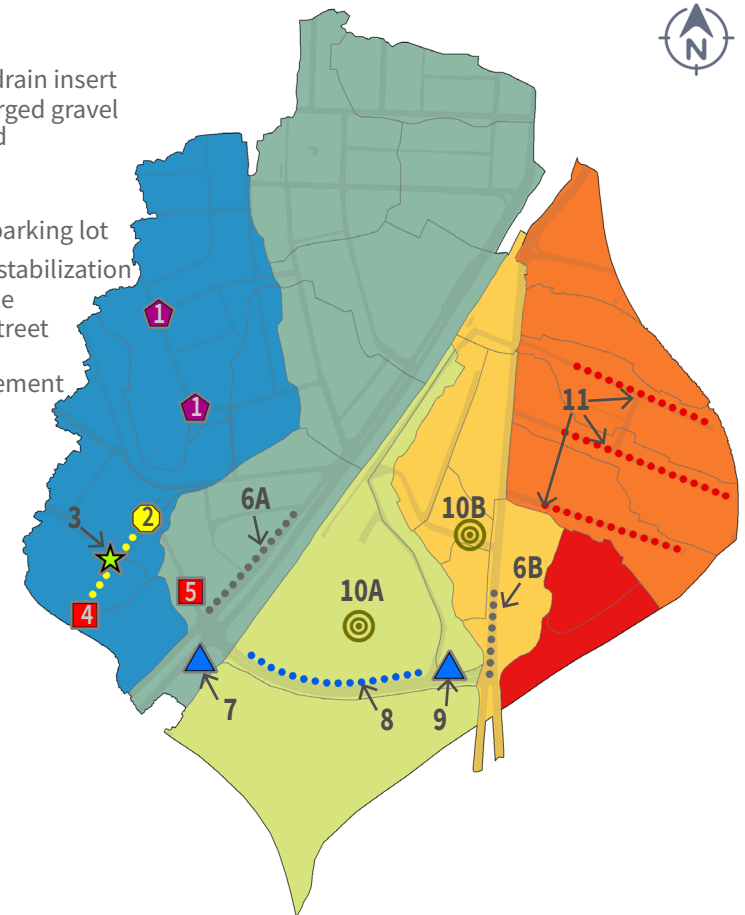 N
drain insert
rged gravel
d
parking lot
stabilization
e
treet
ement
1
1
3
2
4
5
6A
10B
11
6B
10A
7
8
9